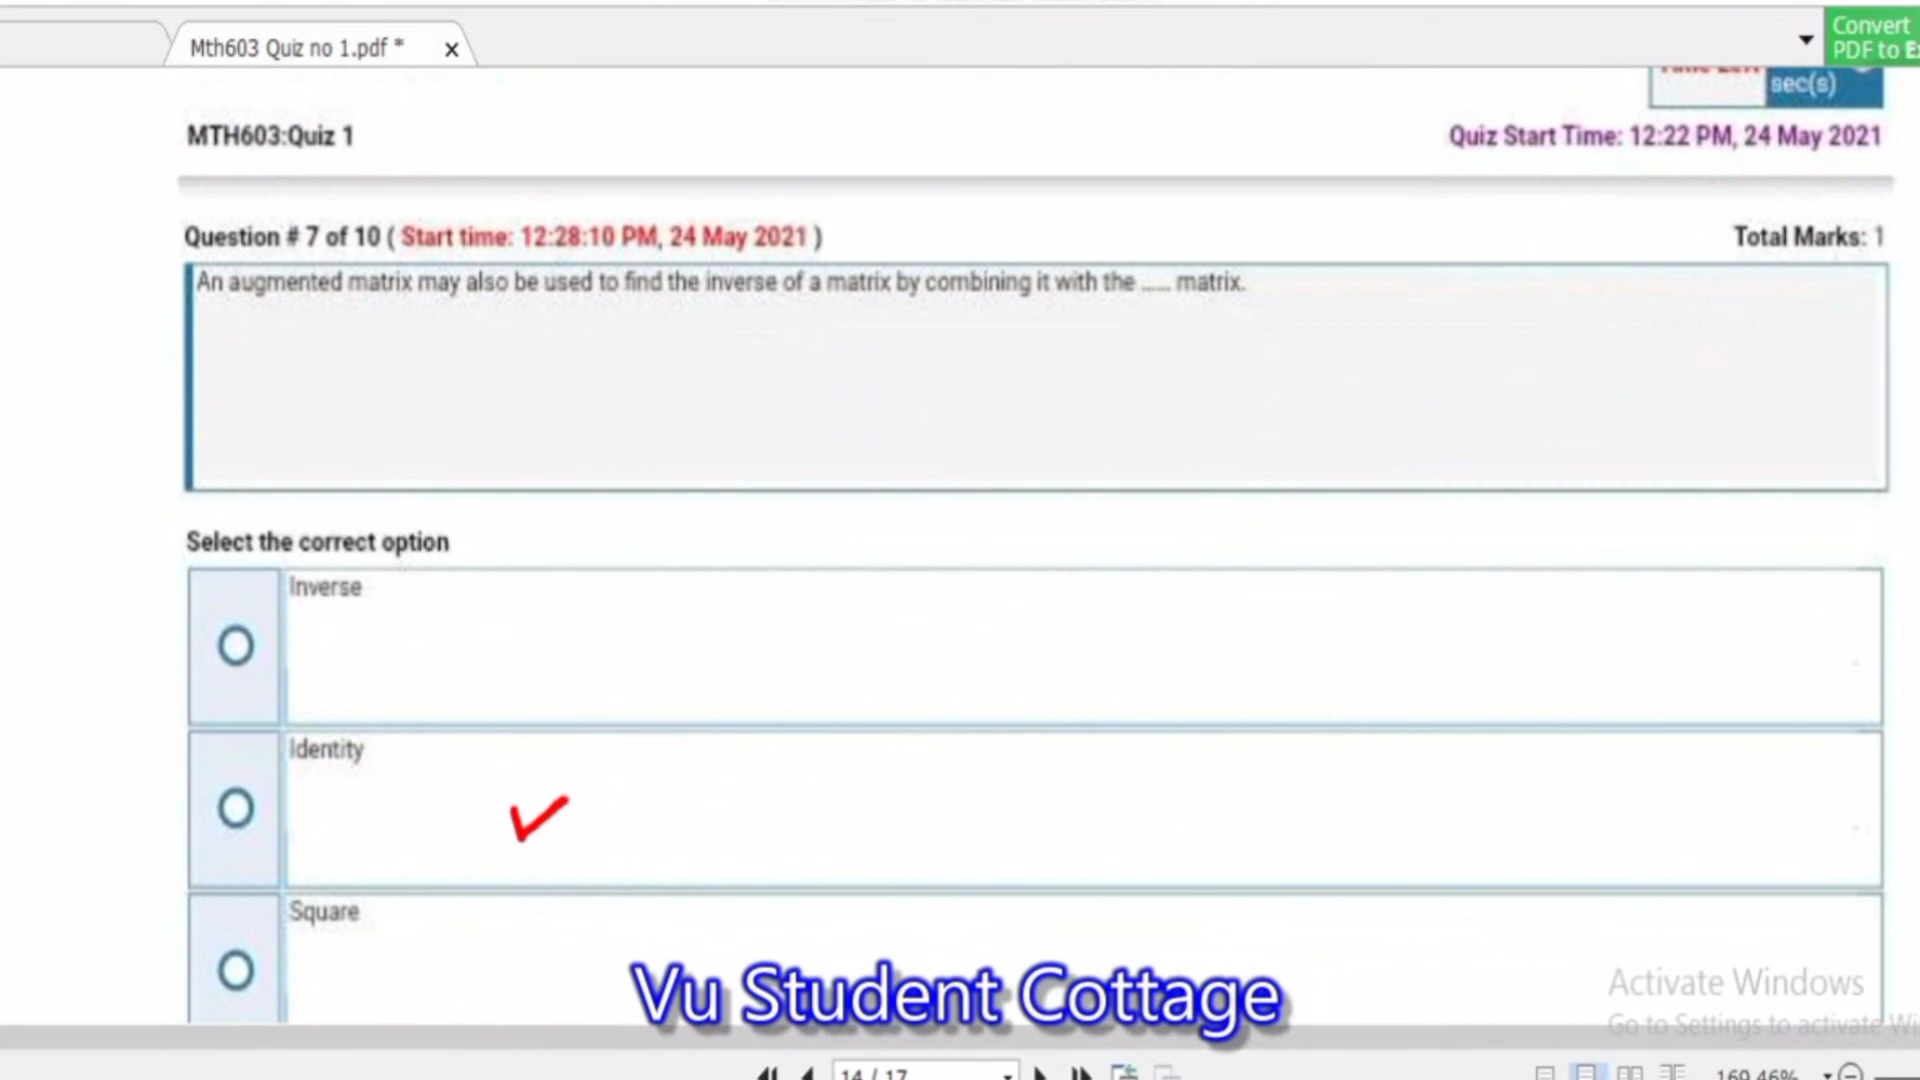 Mth603 Quiz no 1.pdf *
Convert
PDF to
sec(s)
MTH603:Quiz 1
Quiz Start Time: 12:22 PM, 24 May 2021
Question # 7 of 10 ( Start time: 12:28:10 PM, 24 May 2021 )
Total Marks: 1
An augmented matrix may also be used to find the inverse of a matrix by combining it with the ..... matrix.
Select the correct option
Inverse
Identity
Square
Vu Student Cottage
Activate Windows
Go to Settings to activate
14 / 17
169.46%